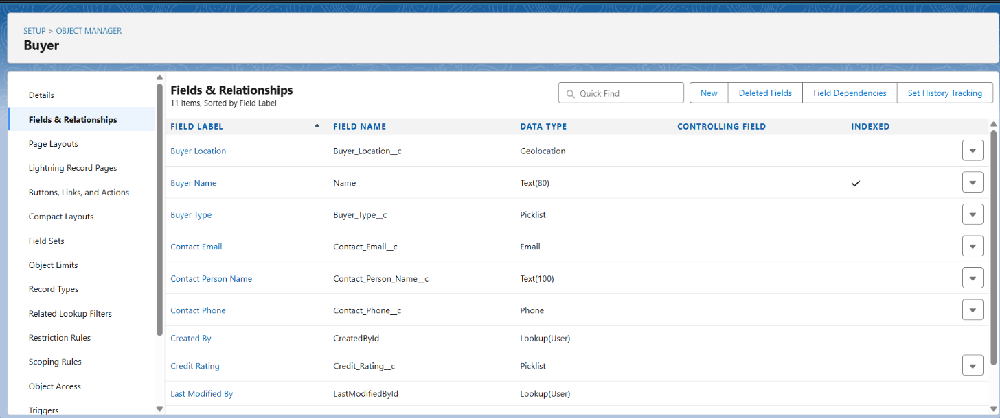 SETUP > OBJECT MANAGER
Buyer
Details
Fields & Relationships
Page Layouts
Lightning Record Pages
Buttons, Links, and Actions
Compact Layouts
Field Sets
Object Limits
Record Types
Related Lookup Filters
Restriction Rules
Scoping Rules
Object Access
Triggers
Fields & Relationships
11 Items, Sorted by Field Label
Quick Find
New
Deleted Fields
Field Dependencies
Set History Tracking
FIELD LABEL FIELD NAME DATA TYPE CONTROLLING FIELD INDEXED
Buyer Location Buyer_Location__c Geolocation
Buyer Name Name Text(80)
Buyer Type Buyer_Type__c Picklist
Contact Email Contact_Email__c Email
Contact Person Name Contact_Person_Name__c Text(100)
Contact Phone Contact_Phone__c Phone
Created By CreatedById Lookup(User)
Credit Rating Credit_Rating__c Picklist
Last Modified By LastModifiedById Lookup(User)